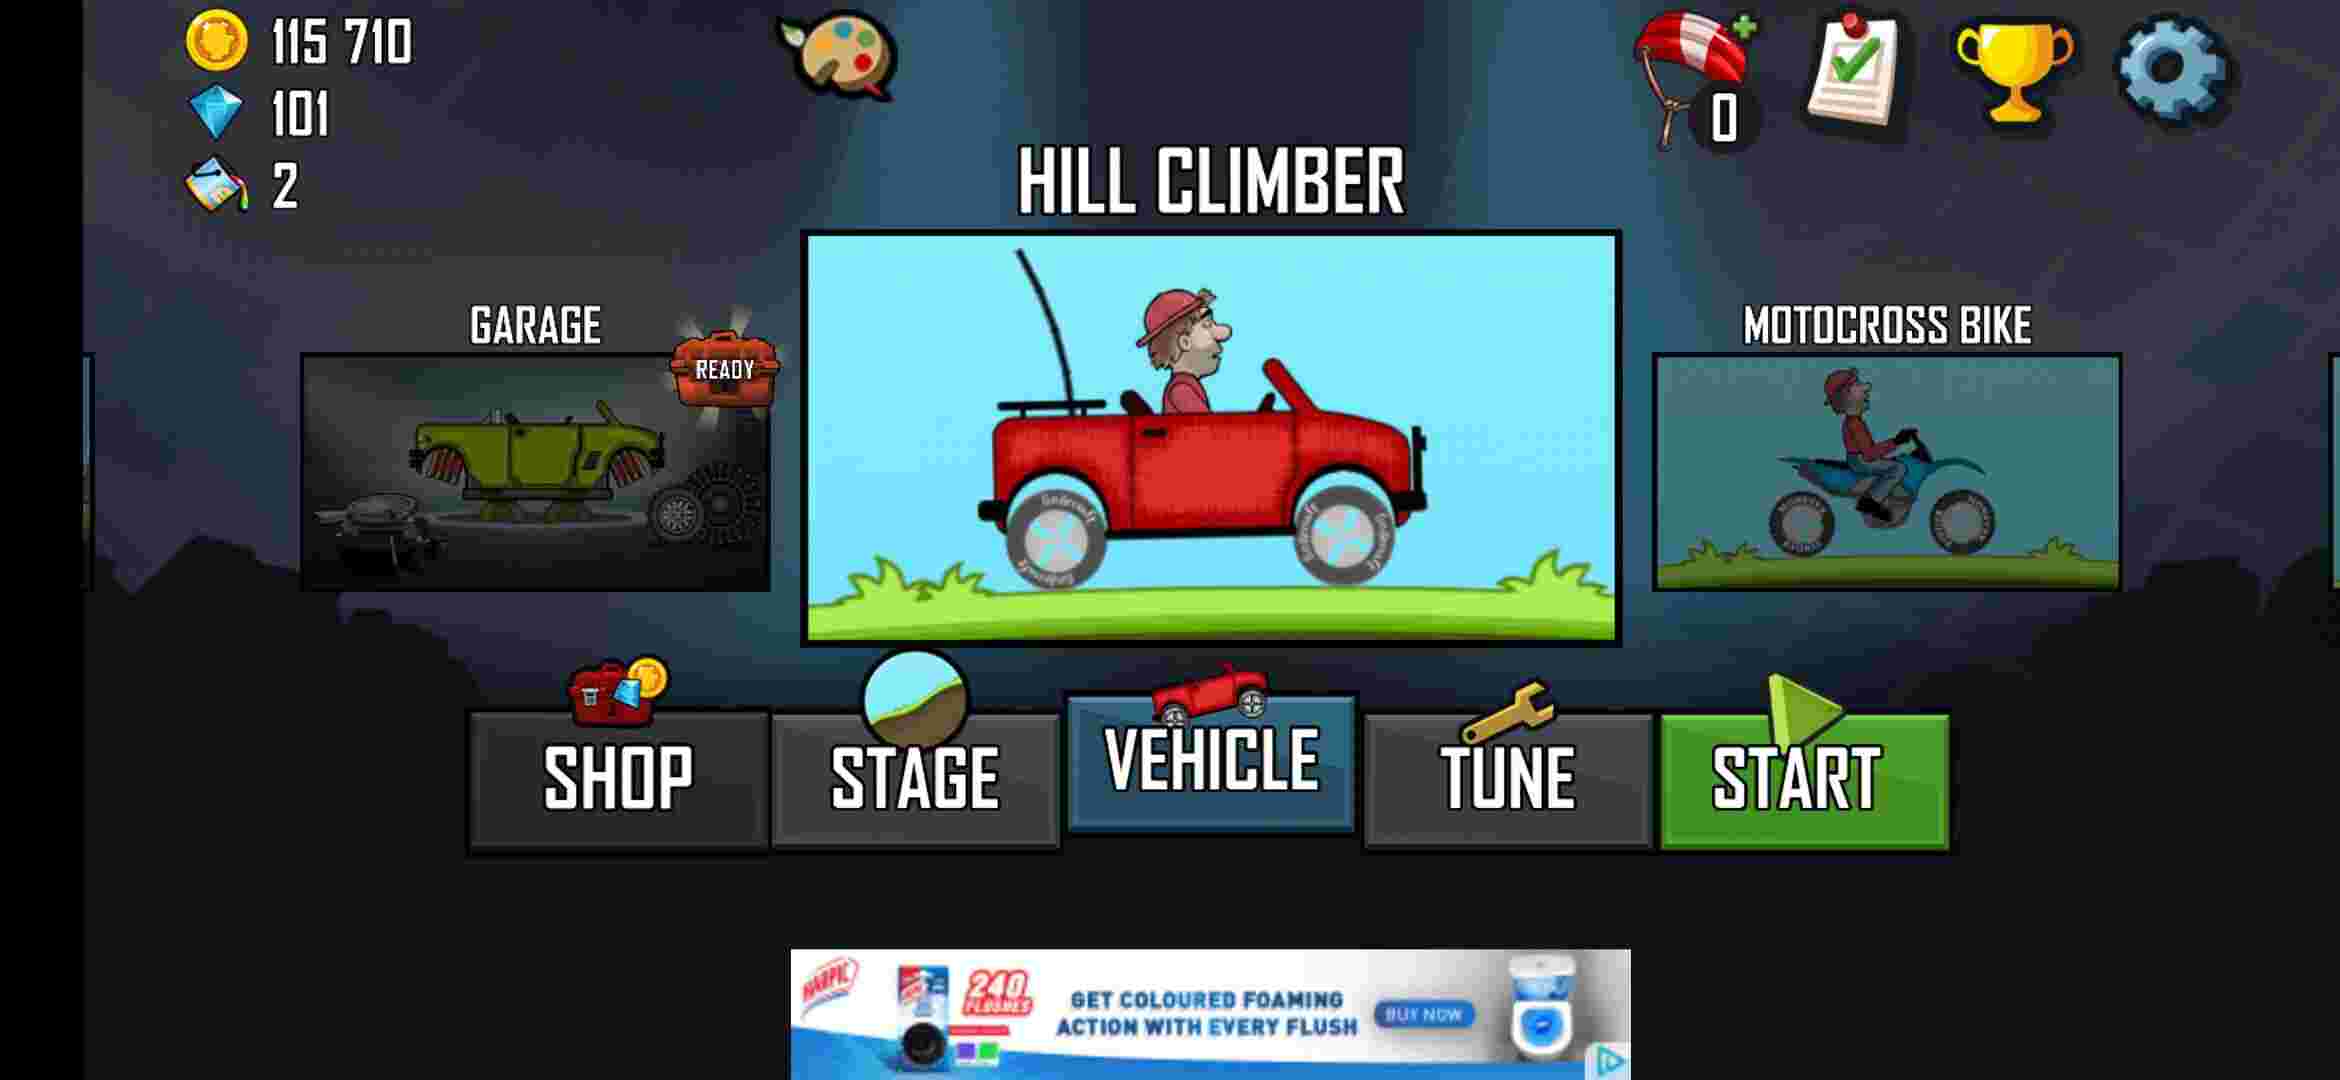 115 710
101
2
0
HILL CLIMBER
GARAGE
READY
MOTOCROSS BIKE
SHOP
STAGE
VEHICLE
TUNE
START
HARPIC
240
FLUSHES
GET COLOURED FOAMING
ACTION WITH EVERY FLUSH
BUY NOW